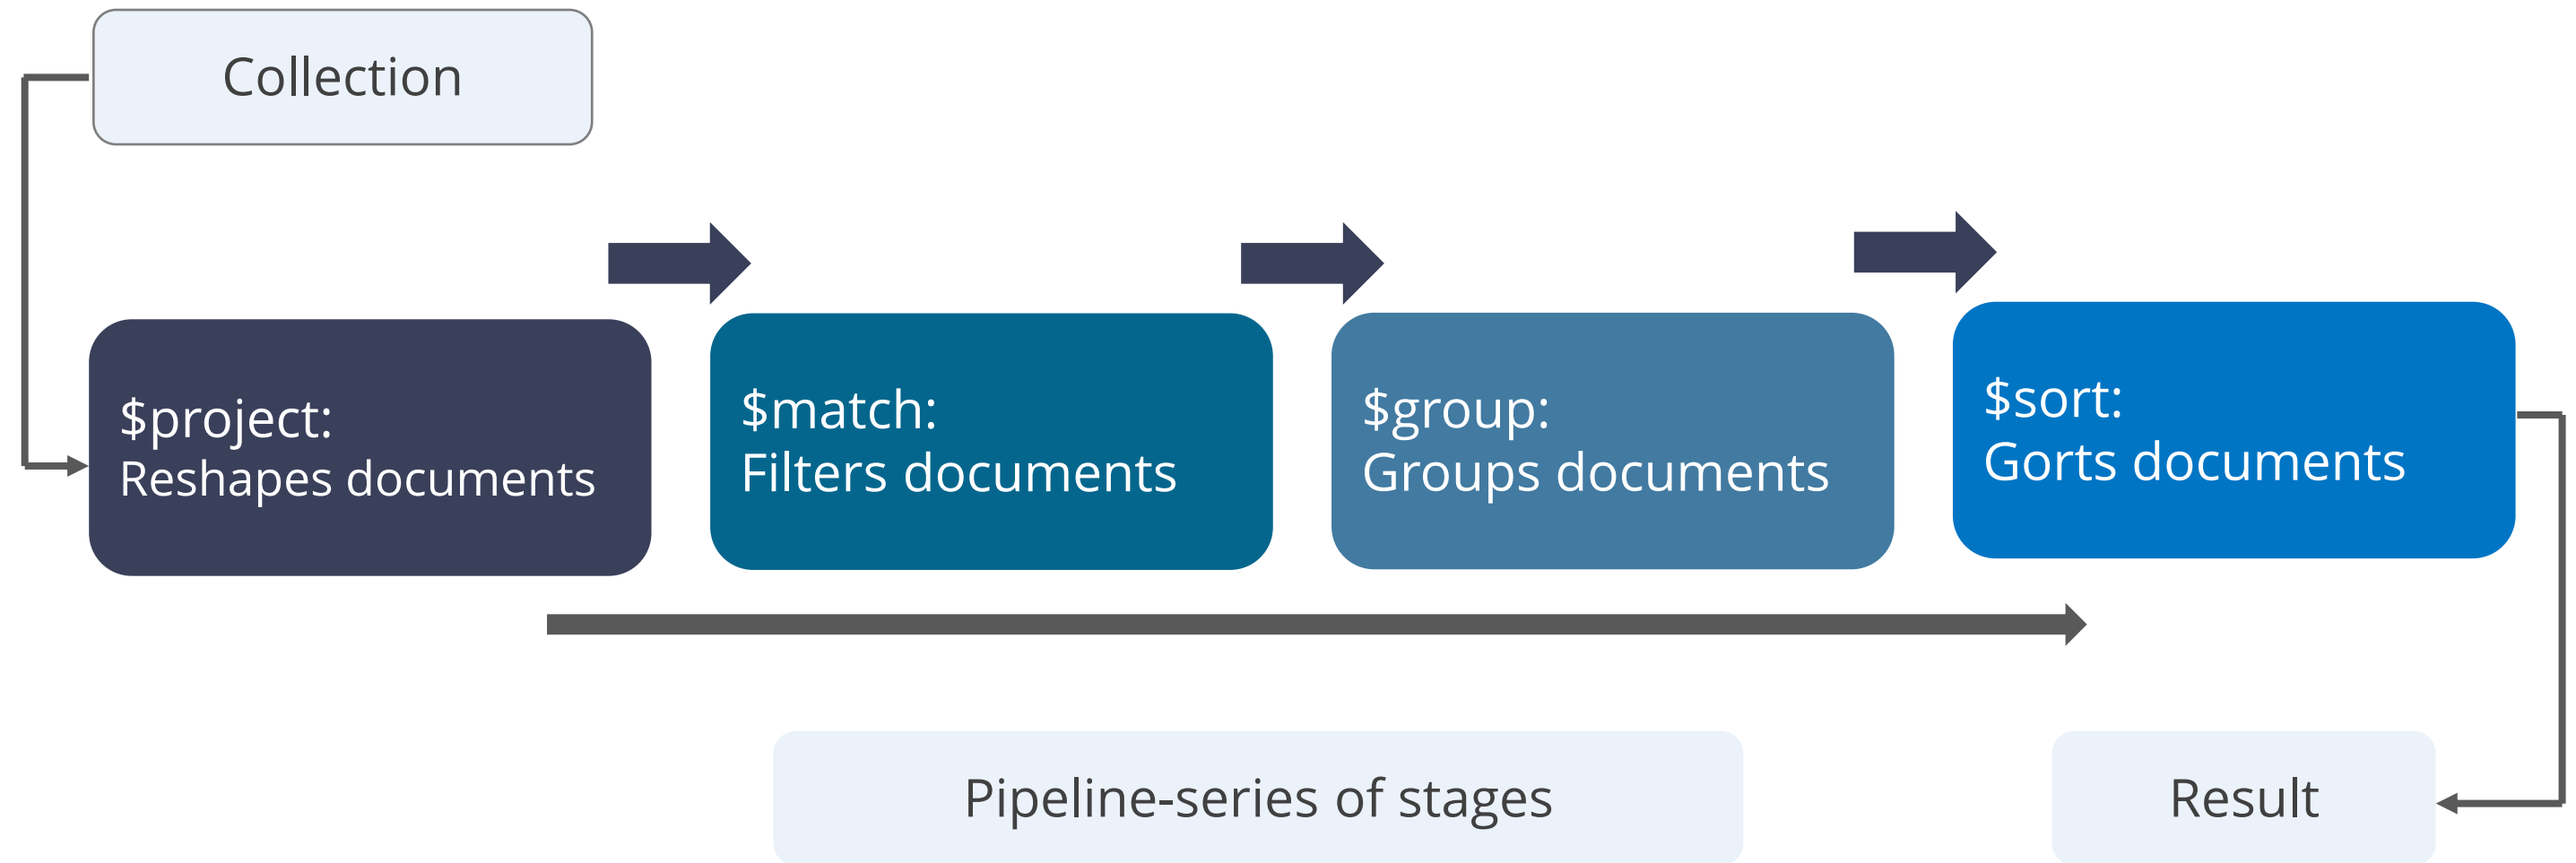 Collection
$project:
Reshapes documents
$match:
Filters documents
$group:
Groups documents
$sort:
Gorts documents
Pipeline-series of stages
Result